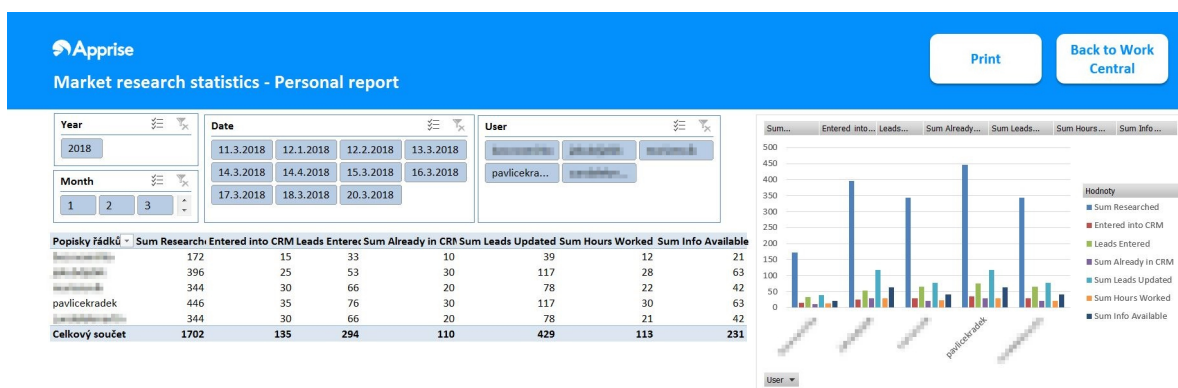 Apprise
Market research statistics - Personal report
Print
Back to Work
Central
Year
2018
Month
1 2 3
Date
11.3.2018 12.1.2018 12.2.2018 13.3.2018
14.3.2018 14.4.2018 15.3.2018 16.3.2018
17.3.2018 18.3.2018 20.3.2018
User
pavlicekra...
Popisky řádků Sum Research Entered into CRM Leads Enterec Sum Already in CRM Sum Leads Updated Sum Hours Worked Sum Info Available
172 15 33 10 39 12 21
396 25 53 30 117 28 63
344 30 66 20 78 22 42
pavlicekradek 446 35 76 30 117 30 63
344 30 66 20 78 21 42
Celkový součet 1702 135 294 110 429 113 231
Sum... Entered into... Leads... Sum Already... Sum Leads... Sum Hours... Sum Info...
500
450
400
350
300
250
200
150
100
50
0
pavlicekradek
User
Hodnoty
Sum Researched
Entered into CRM
Leads Entered
Sum Already in CRM
Sum Leads Updated
Sum Hours Worked
Sum Info Available